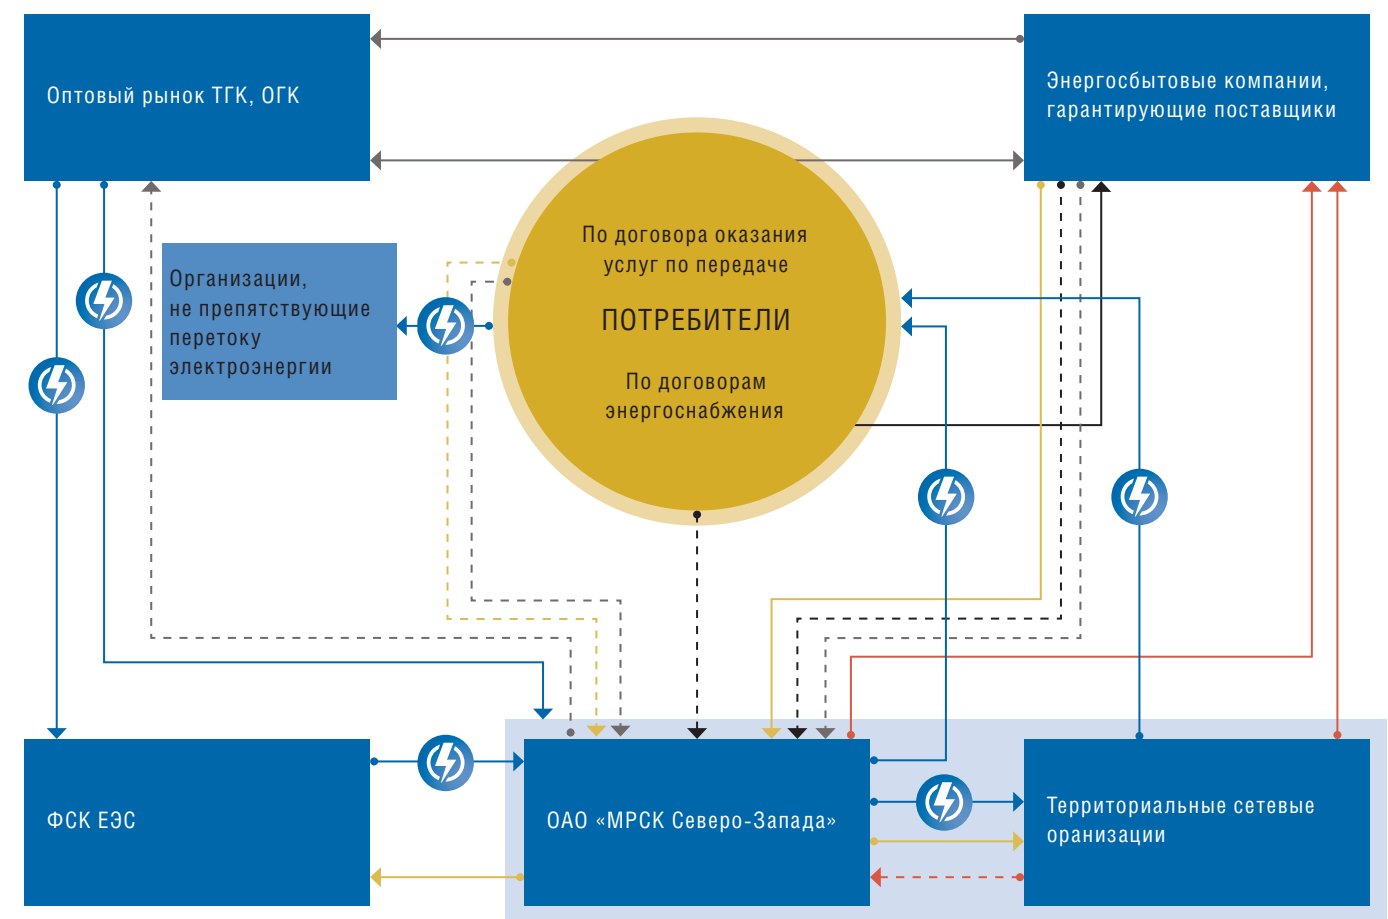 Оптовый рынок ТГК, ОГК
Энергосбытовые компании,
гарантирующие поставщики
По договора оказания
услуг по передаче
ПОТРЕБИТЕЛИ
По договорам
энергоснабжения
Организации,
не препятствующие
перетоку
электроэнергии
ФСК ЕЭС
ОАО «МРСК Северо-Запада»
Территориальные сетевые
оранизации